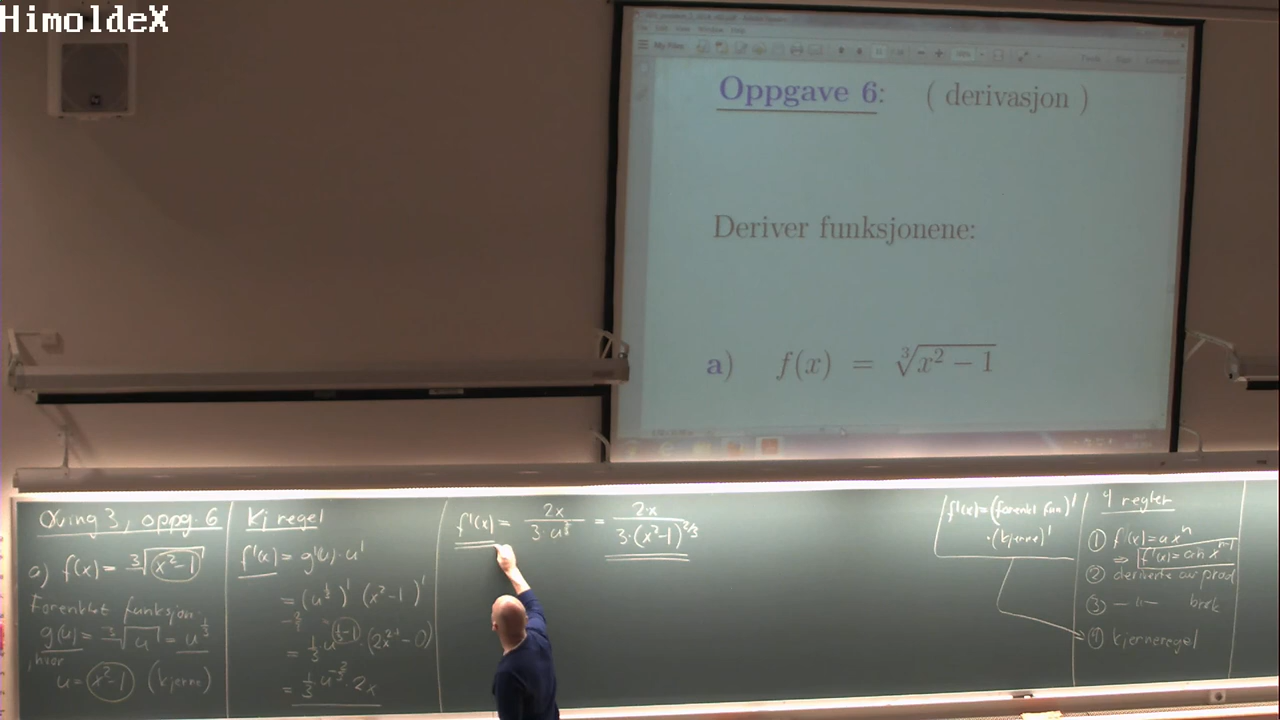 HimoldeX
Oppgave 6: ( derivasjon )
Deriver funksjonene:
a) f(x) = ∛(x² − 1)
Øving 3, oppg. 6
a) f(x) = ∛(x²−1)
Forenklet funksjon:
g(u) = ∛u = u^(1/3)
, hvor
u = x²−1 (kjerne)
Kj regel
f'(x) = g'(u) · u'
= (u^(1/3))' · (x²−1)'
= 1/3 · u^(1/3 −1) · (2x²⁻¹ − 0)
= 1/3 · u^(−2/3) · 2x
f'(x) = 2x / (3·u^(2/3)) = 2·x / (3·(x²−1)^(2/3))
f'(x) = (forenkl fun)'
· (kjerne)'
4 regler
① f(x) = a x^n
⇒ f'(x) = a·n x^(n−1)
② deriverte av prod
③ —„— brøk
④ kjerneregel